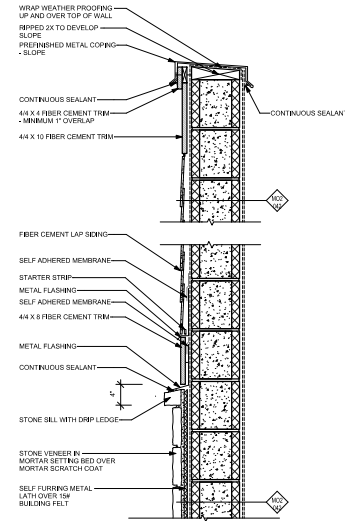 WRAP WEATHER PROOFING
UP AND OVER TOP OF WALL
RIPPED 2X TO DEVELOP
SLOPE
PREFINISHED METAL COPING
- SLOPE
CONTINUOUS SEALANT
CONTINUOUS SEALAN
4/4 X 4 FIBER CEMENT TRIM
- MINIMUM 1" OVERLAP
4/4 X 10 FIBER CEMENT TRIM
FIBER CEMENT LAP SIDING
SELF ADHERED MEMBRANE
STARTER STRIP
METAL FLASHING
SELF ADHERED MEMBRANE
4/4 X 8 FIBER CEMENT TRIM
METAL FLASHING
CONTINUOUS SEALANT
4"
STONE SILL WITH DRIP LEDGE
STONE VENEER IN
MORTAR SETTING BED OVER
MORTAR SCRATCH COAT
SELF FURRING METAL
LATH OVER 15#
BUILDING FELT